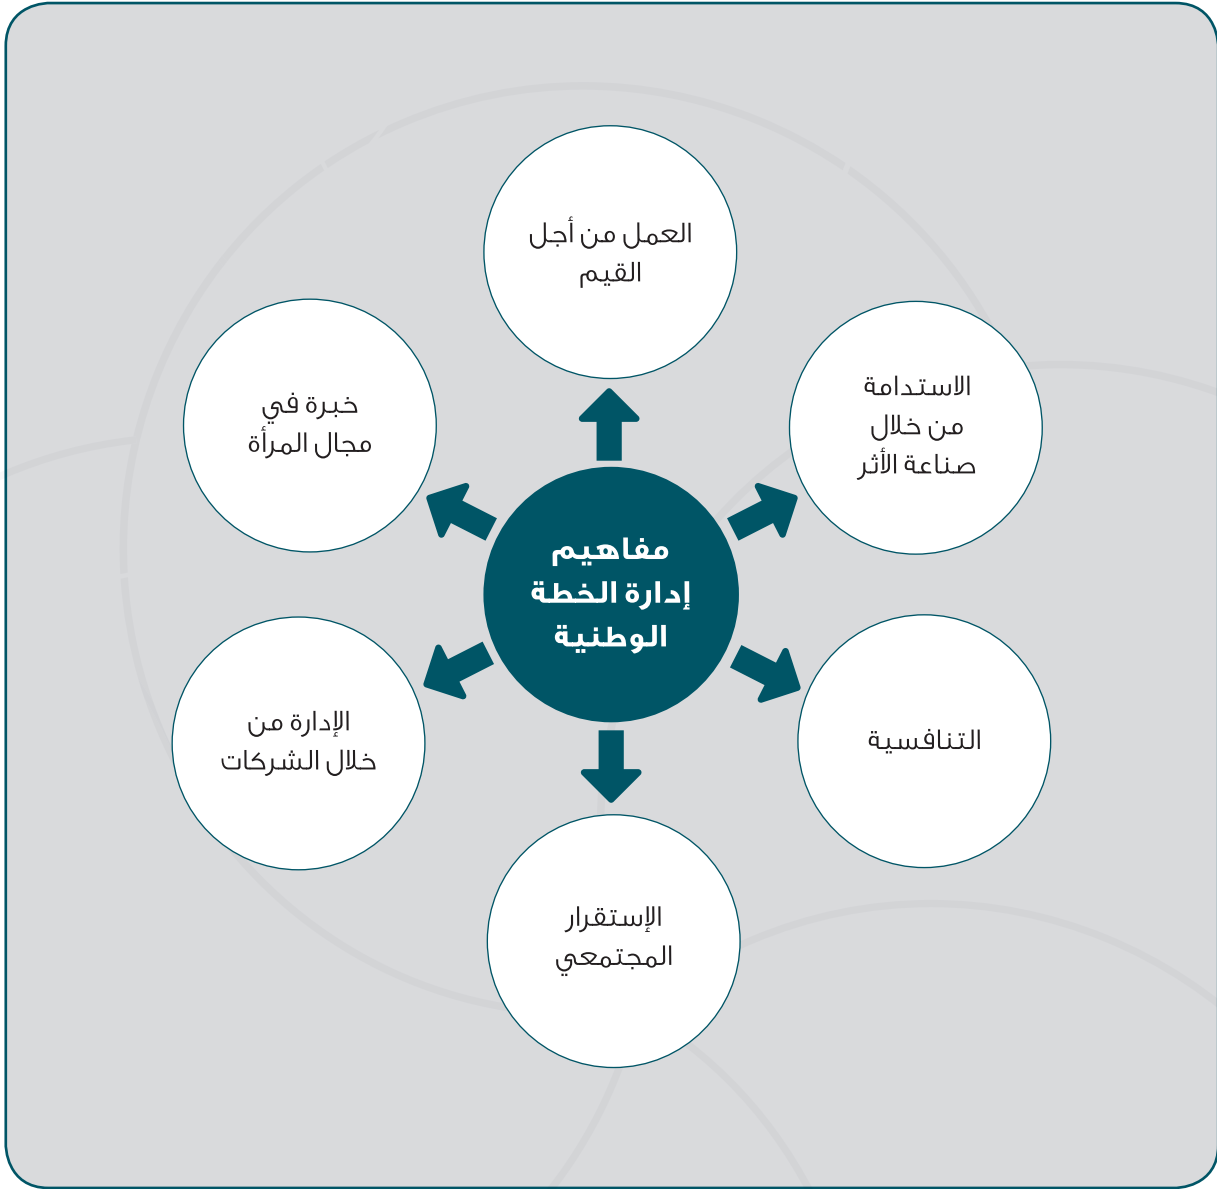 العمل من أجل
القيم
الاستدامة
من خلال
صناعة الأثر
خبرة في
مجال المرأة
مفاهيم
إدارة الخطة
الوطنية
التنافسية
الإدارة من
خلال الشركات
الإستقرار
المجتمعي